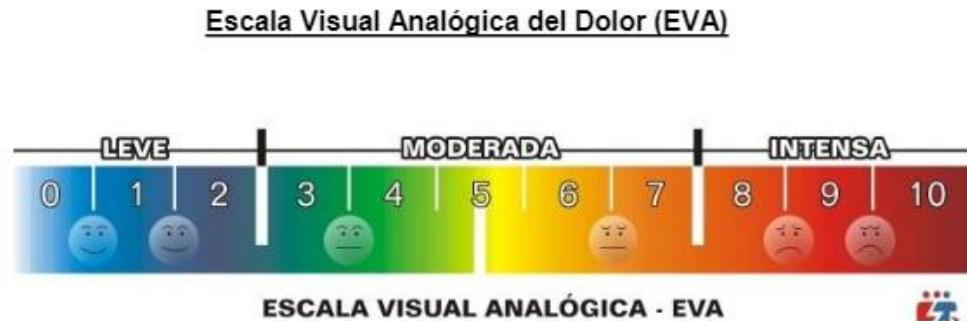 Escala Visual Analógica del Dolor (EVA)
LEVE MODERADA INTENSA
0 1 2 3 4 5 6 7 8 9 10
ESCALA VISUAL ANALÓGICA - EVA